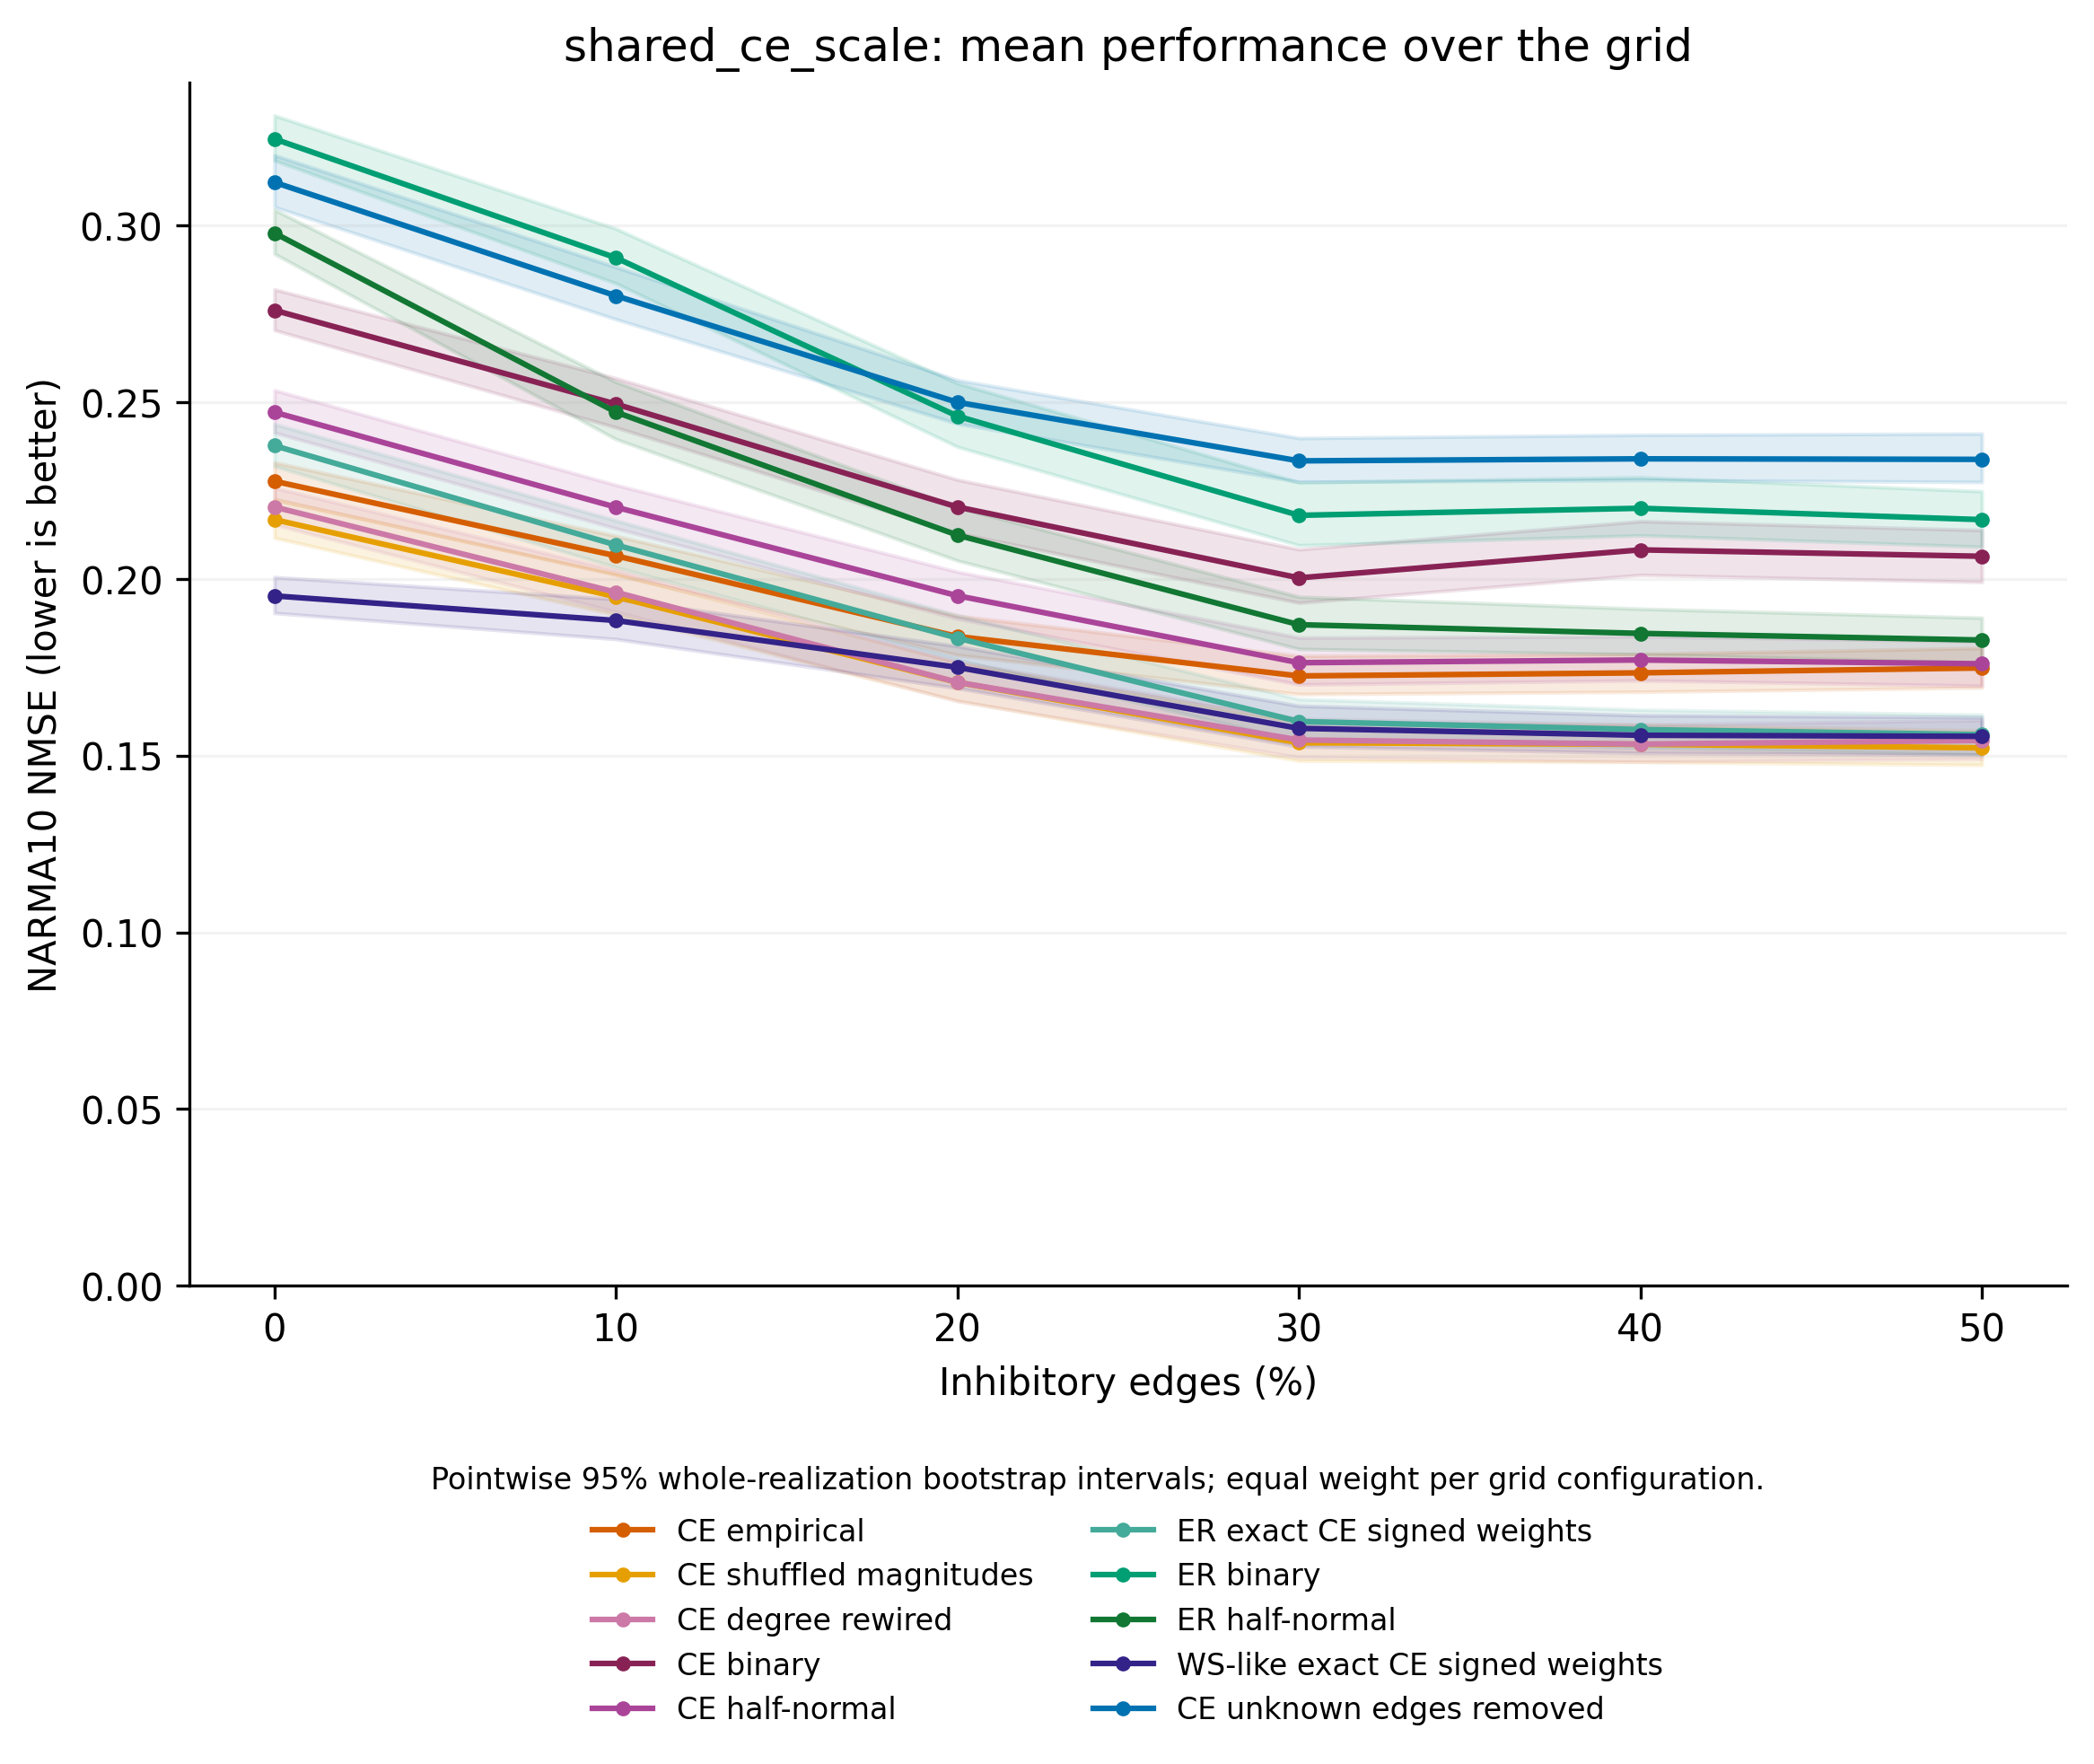 shared_ce_scale: mean performance over the grid
NARMA10 NMSE (lower is better)
0.30
0.25
0.20
0.15
0.10
0.05
0.00
0 10 20 30 40 50
Inhibitory edges (%)
Pointwise 95% whole-realization bootstrap intervals; equal weight per grid configuration.
CE empirical
CE shuffled magnitudes
CE degree rewired
CE binary
CE half-normal
ER exact CE signed weights
ER binary
ER half-normal
WS-like exact CE signed weights
CE unknown edges removed